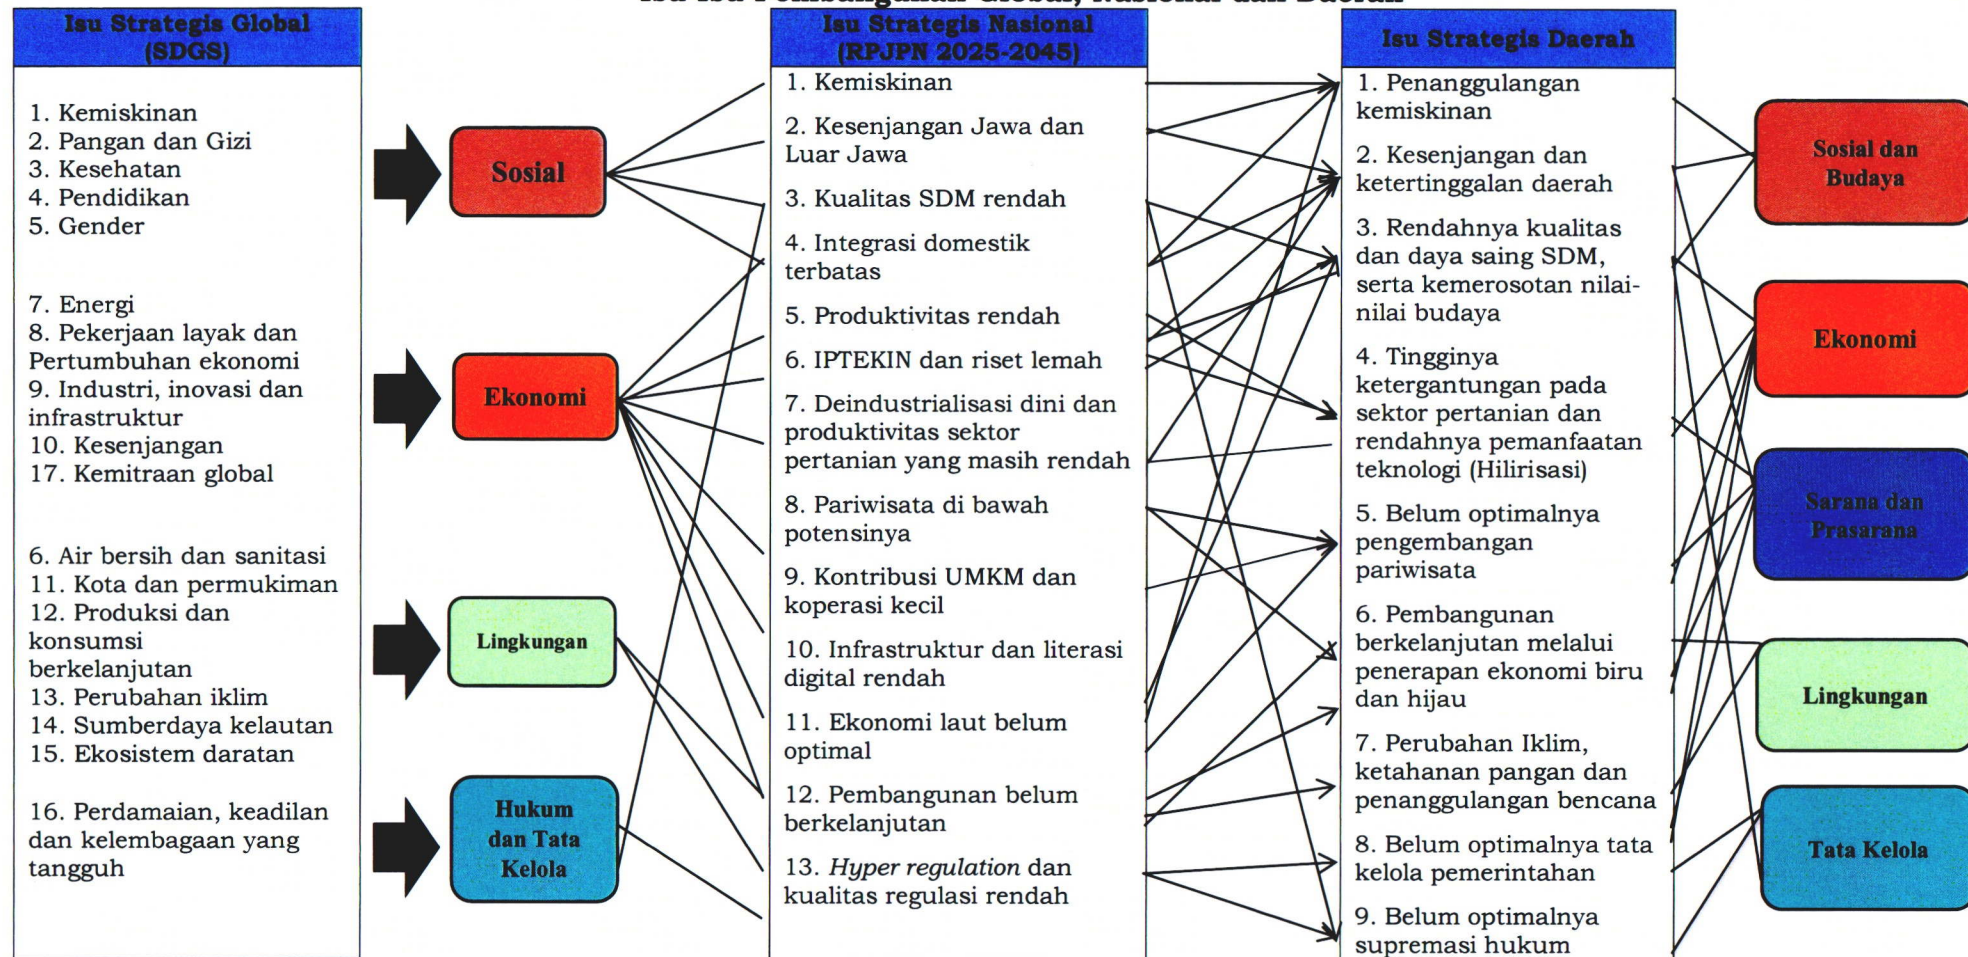 Isu Isu Pembangunan Global, Nasional dan Daerah
Isu Strategis Global
(SDGS)
1. Kemiskinan
2. Pangan dan Gizi
3. Kesehatan
4. Pendidikan
5. Gender
7. Energi
8. Pekerjaan layak dan
Pertumbuhan ekonomi
9. Industri, inovasi dan
infrastruktur
10. Kesenjangan
17. Kemitraan global
6. Air bersih dan sanitasi
11. Kota dan permukiman
12. Produksi dan
konsumsi
berkelanjutan
13. Perubahan iklim
14. Sumberdaya kelautan
15. Ekosistem daratan
16. Perdamaian, keadilan
dan kelembagaan yang
tangguh
Sosial
Ekonomi
Lingkungan
Hukum
dan Tata
Kelola
Isu Strategis Nasional
(RPJPN 2025-2045)
1. Kemiskinan
2. Kesenjangan Jawa dan
Luar Jawa
3. Kualitas SDM rendah
4. Integrasi domestik
terbatas
5. Produktivitas rendah
6. IPTEKIN dan riset lemah
7. Deindustrialisasi dini dan
produktivitas sektor
pertanian yang masih rendah
8. Pariwisata di bawah
potensinya
9. Kontribusi UMKM dan
koperasi kecil
10. Infrastruktur dan literasi
digital rendah
11. Ekonomi laut belum
optimal
12. Pembangunan belum
berkelanjutan
13. Hyper regulation dan
kualitas regulasi rendah
Isu Strategis Daerah
1. Penanggulangan
kemiskinan
2. Kesenjangan dan
ketertinggalan daerah
3. Rendahnya kualitas
dan daya saing SDM,
serta kemerosotan nilai-
nilai budaya
4. Tingginya
ketergantungan pada
sektor pertanian dan
rendahnya pemanfaatan
teknologi (Hilirisasi)
5. Belum optimalnya
pengembangan
pariwisata
6. Pembangunan
berkelanjutan melalui
penerapan ekonomi biru
dan hijau
7. Perubahan Iklim,
ketahanan pangan dan
penanggulangan bencana
8. Belum optimalnya tata
kelola pemerintahan
9. Belum optimalnya
supremasi hukum
Sosial dan
Budaya
Ekonomi
Sarana dan
Prasarana
Lingkungan
Tata Kelola